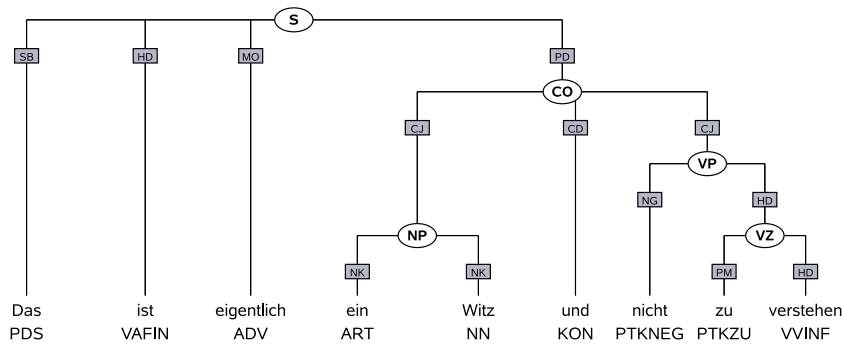 S
SB HD MO PD
CO
CJ CD CJ
VP
NG HD
NP VZ
NK NK PM HD
Das ist eigentlich ein Witz und nicht zu verstehen
PDS VAFIN ADV ART NN KON PTKNEG PTKZU VVINF